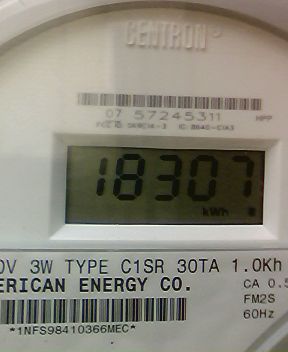 CENTRON®
07 57245311 HPP
18307
kWh
0V 3W TYPE C1SR 30TA 1.0Kh
ERICAN ENERGY CO.
CA 0.5
FM2S
60Hz
*1NFS98410366MEC*